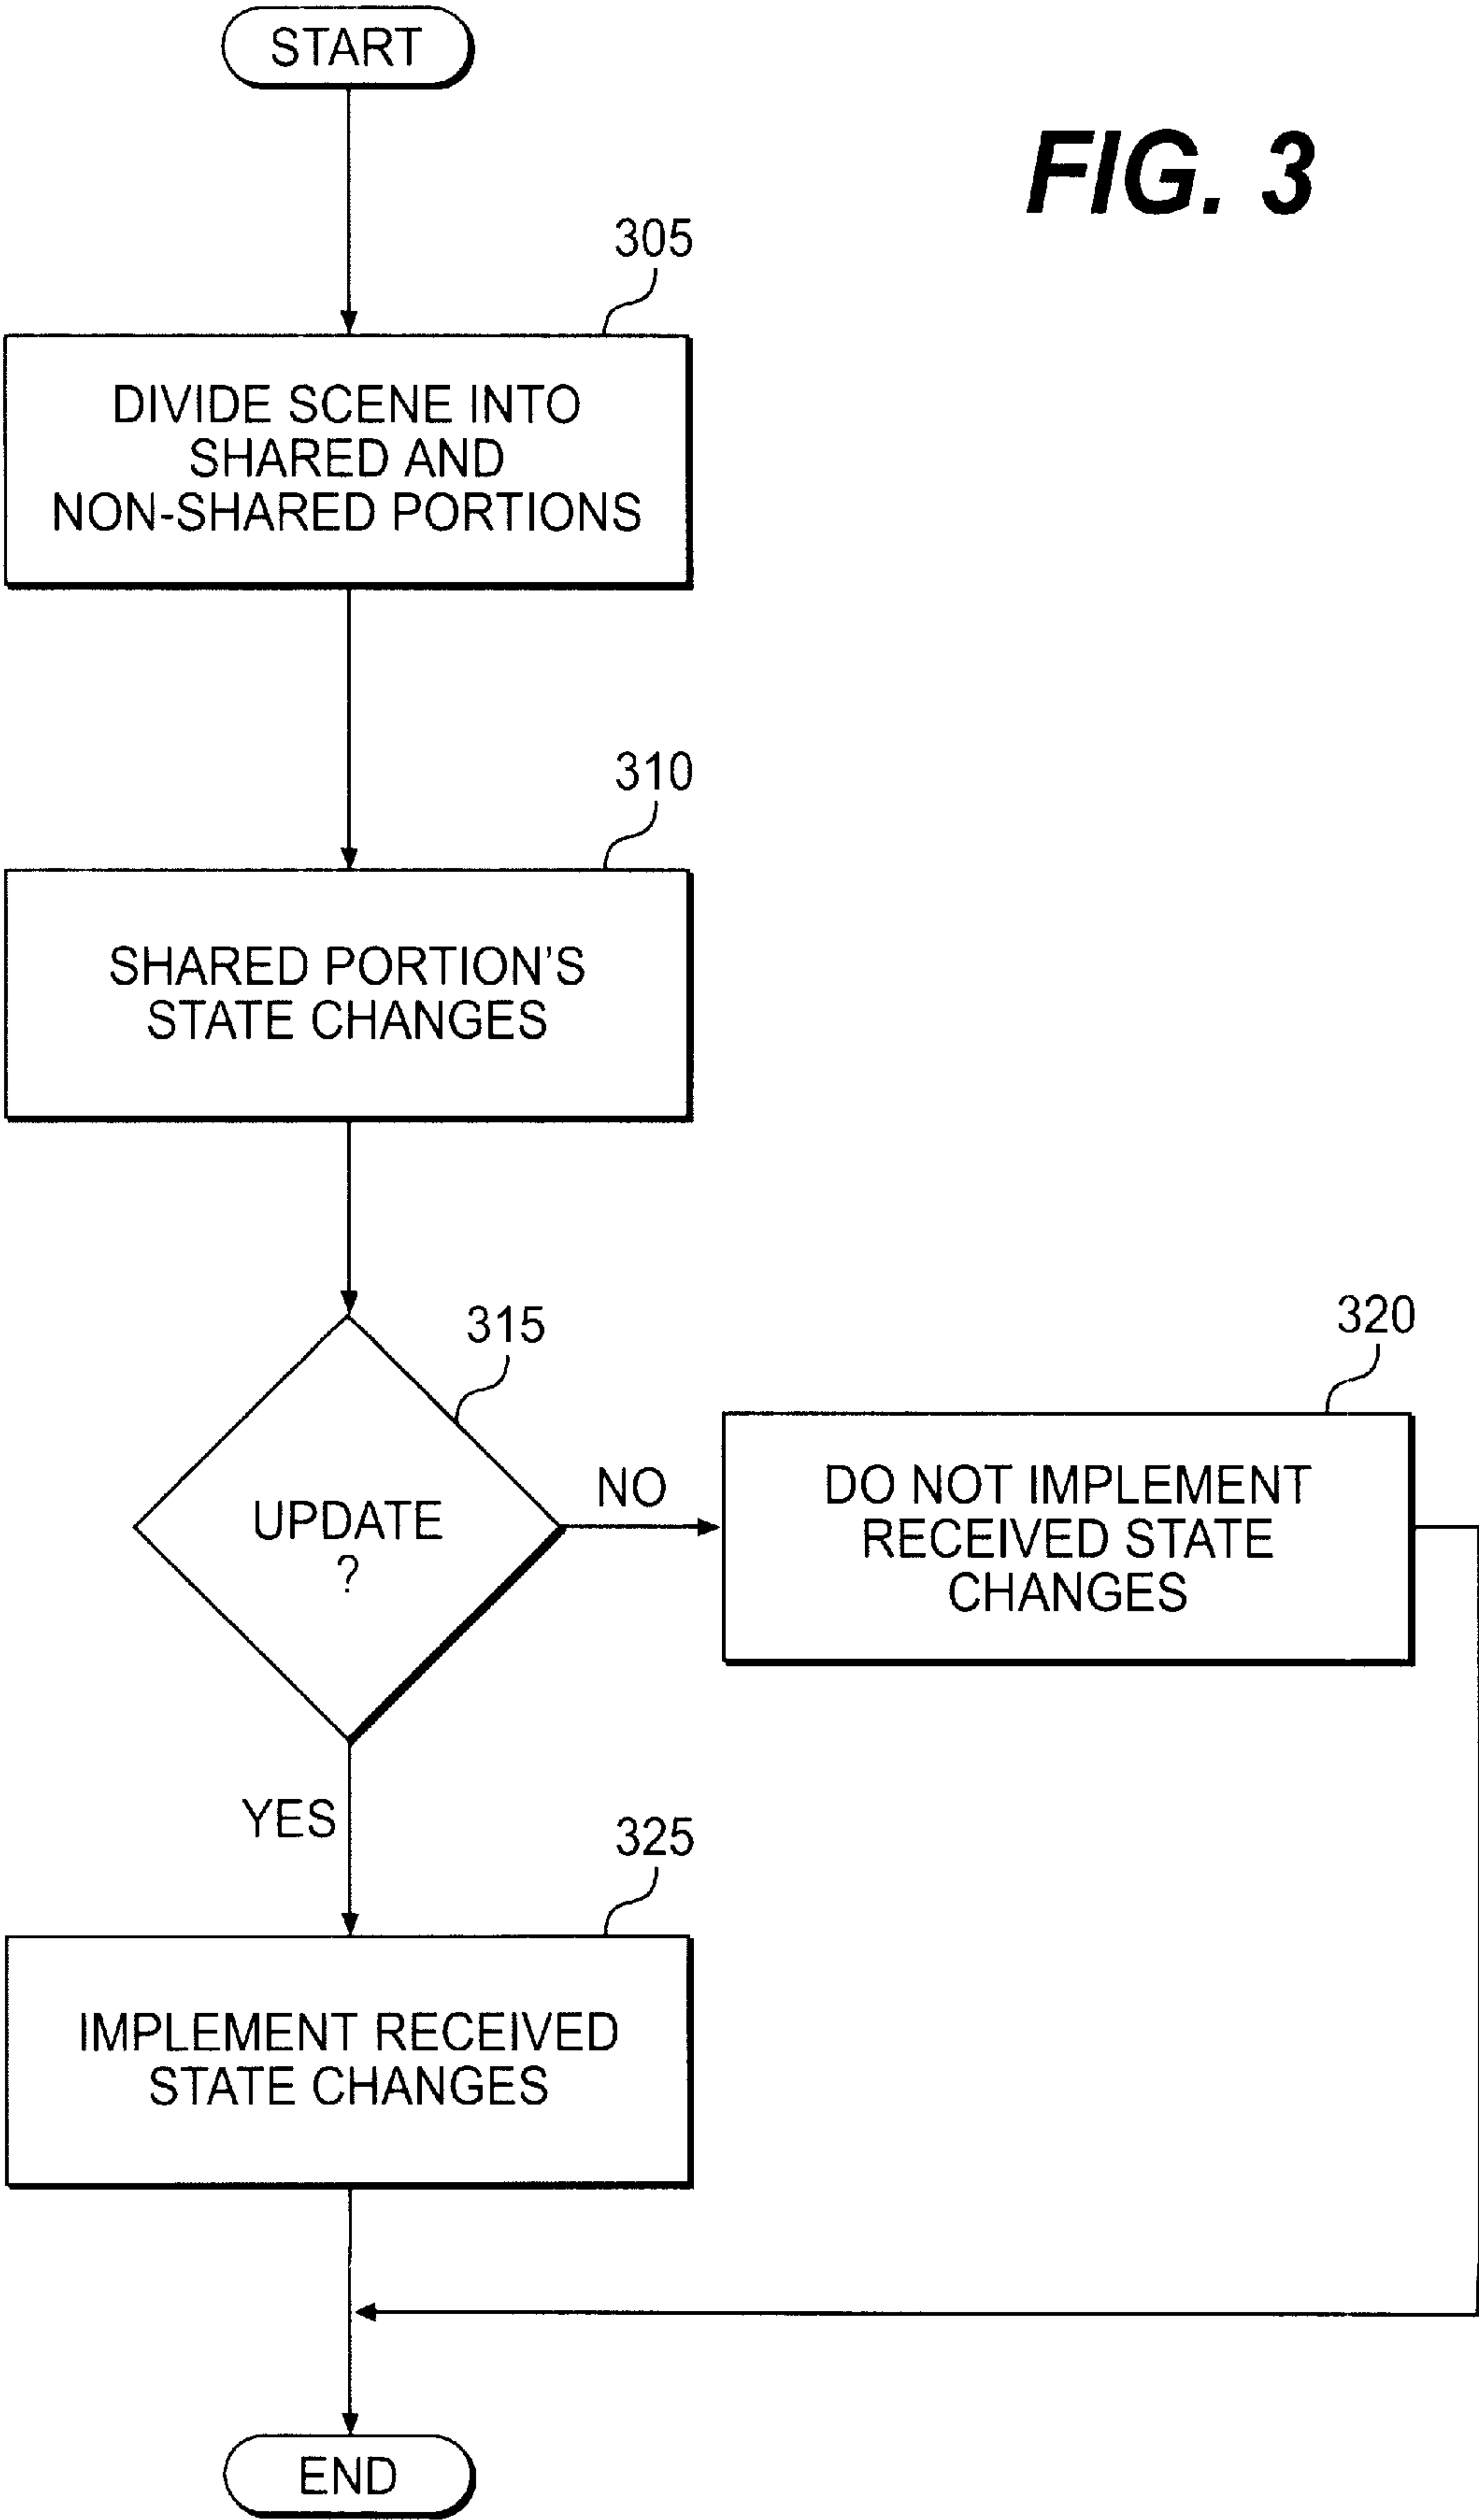 START
FIG. 3
305
DIVIDE SCENE INTO
SHARED AND
NON-SHARED PORTIONS
310
SHARED PORTION'S
STATE CHANGES
315
UPDATE
?
NO
320
DO NOT IMPLEMENT
RECEIVED STATE
CHANGES
YES
325
IMPLEMENT RECEIVED
STATE CHANGES
END